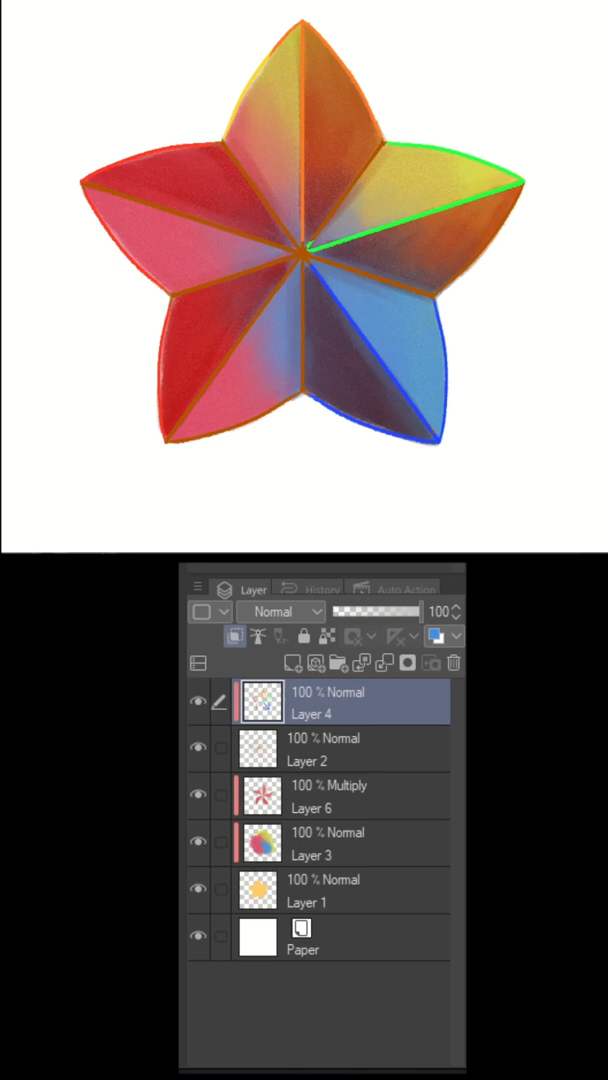 Layer History Auto Action
Normal 100
100 % Normal
Layer 4
100 % Normal
Layer 2
100 % Multiply
Layer 6
100 % Normal
Layer 3
100 % Normal
Layer 1
Paper